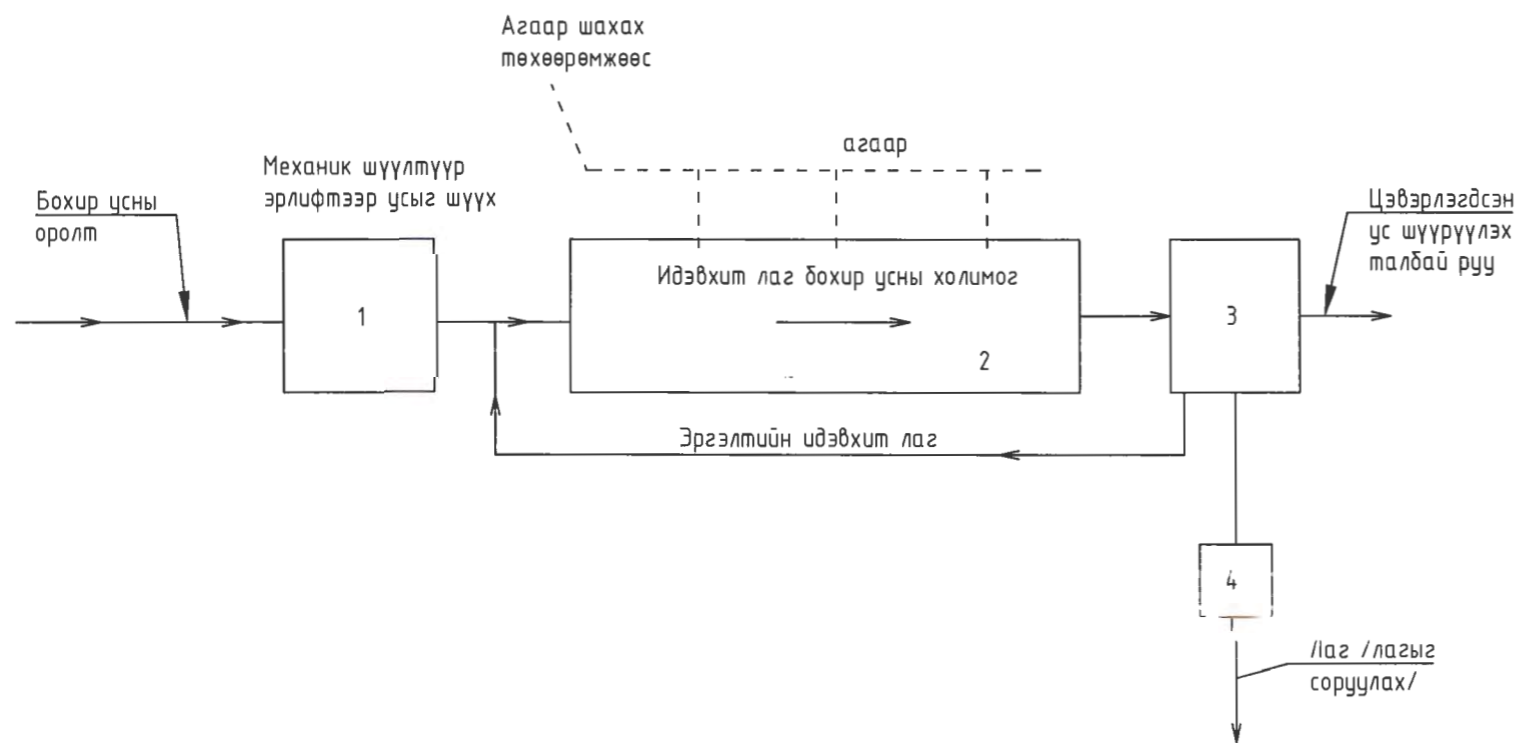 Агаар шахах
төхөөрөмжөөс
агаар
Механик шүүлтүүр
эрлифтээр усыг шүүх
Бохир усны
оролт
Цэвэрлэгдсэн
ус шүүрүүлэх
талбай руу
Идэвхит лаг бохир усны холимог
1
3
2
Эргэлтийн идэвхит лаг
4
Лаг /лагыг
соруулах/